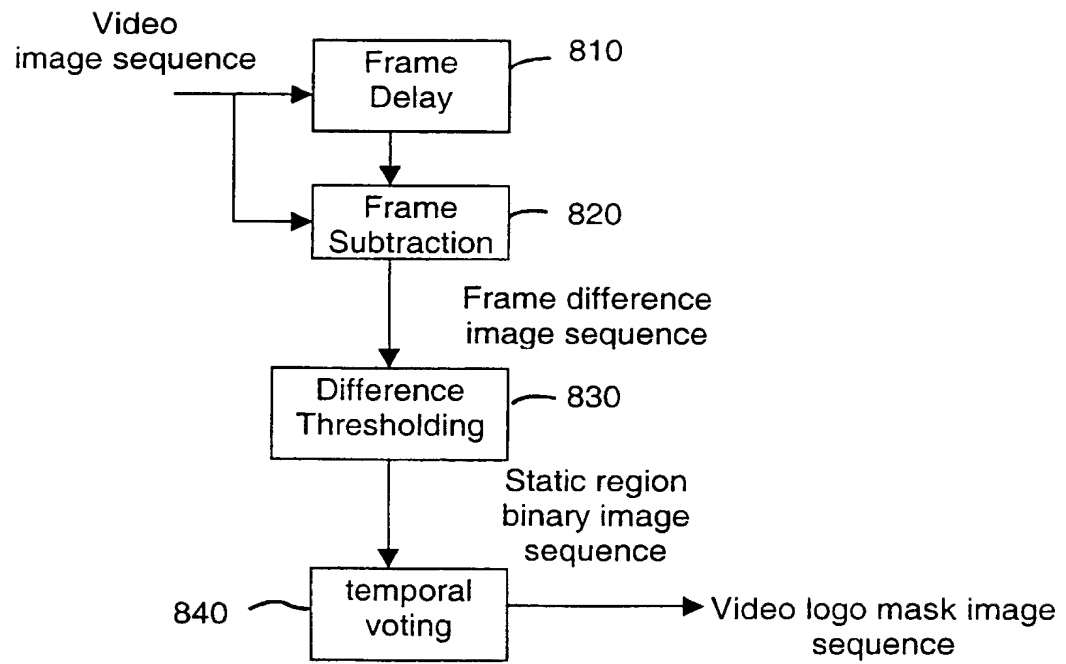 Video
image sequence
Frame
Delay
810
Frame
Subtraction
820
Frame difference
image sequence
Difference
Thresholding
830
Static region
binary image
sequence
temporal
voting
840
Video logo mask image
sequence